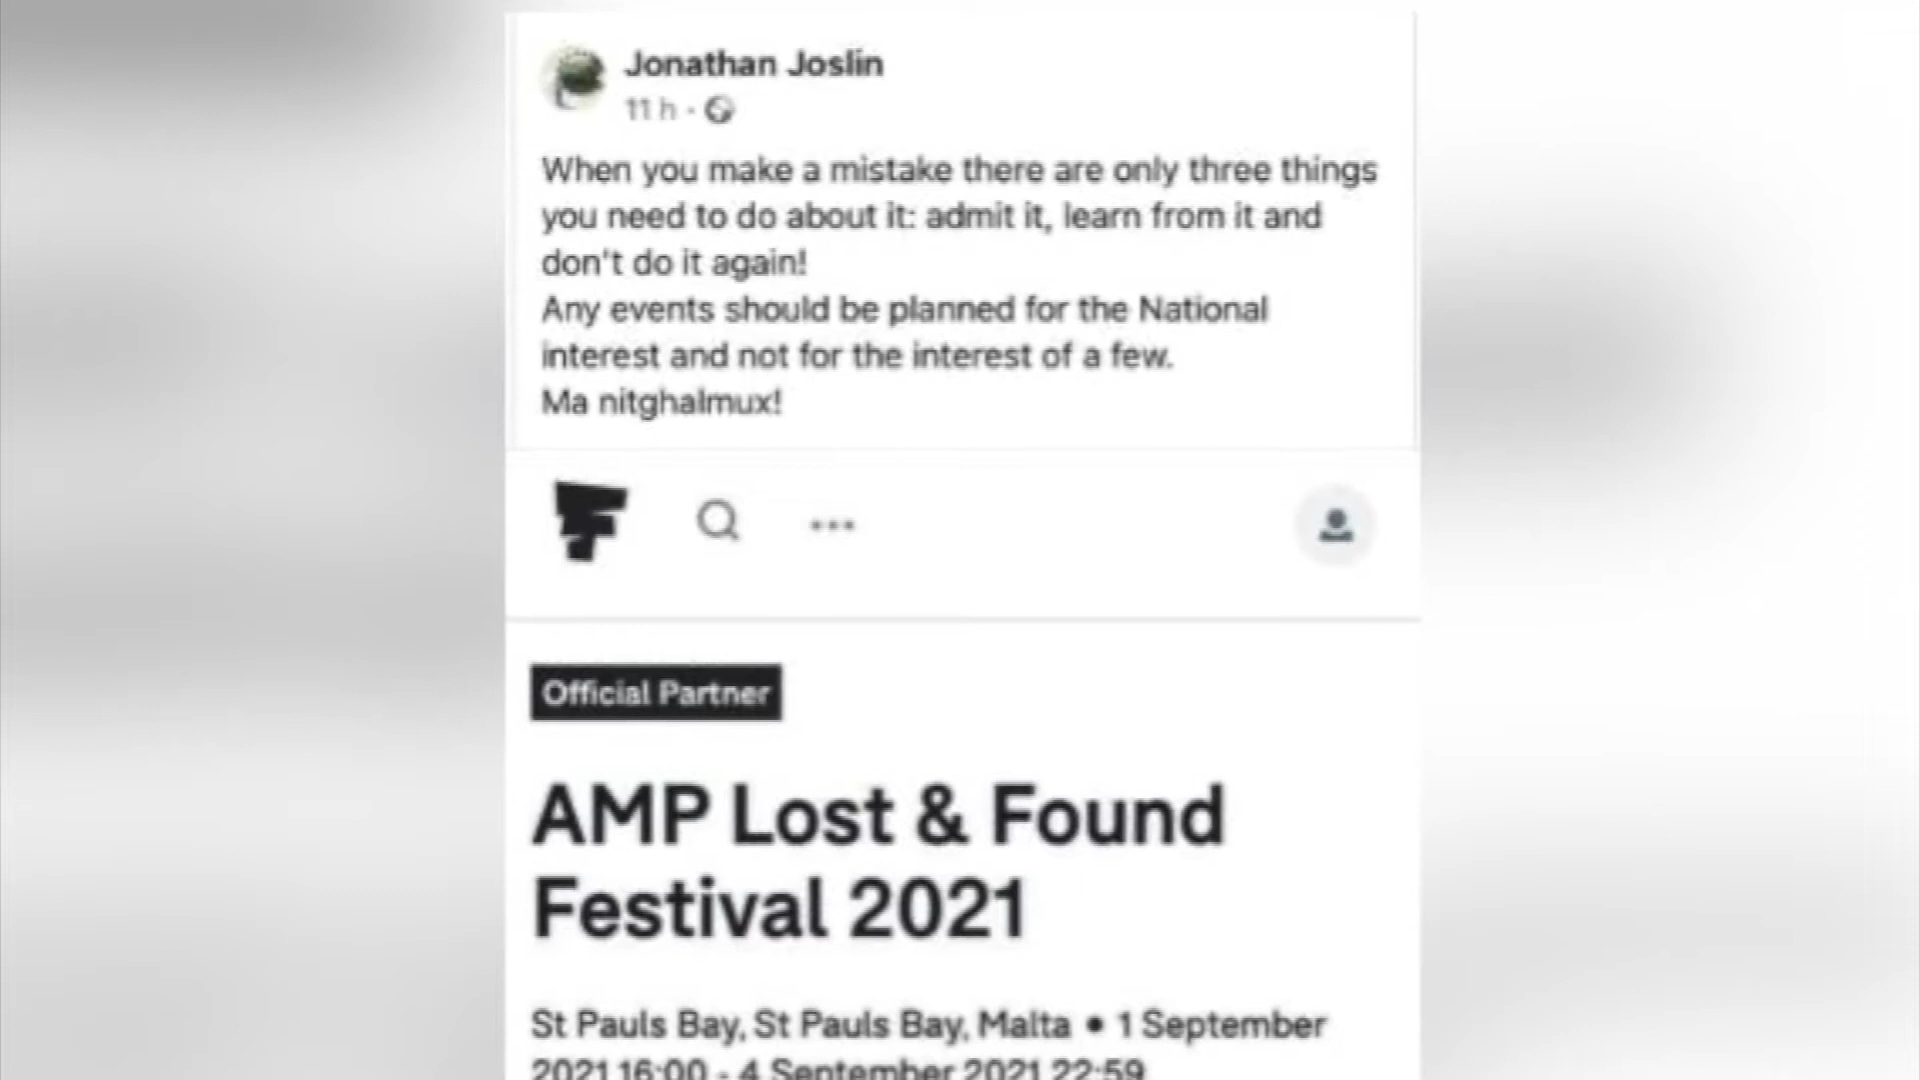 Jonathan Joslin
11 h ·
When you make a mistake there are only three things
you need to do about it: admit it, learn from it and
don't do it again!
Any events should be planned for the National
interest and not for the interest of a few.
Ma nitghalmux!
Official Partner
AMP Lost & Found
Festival 2021
St Pauls Bay, St Pauls Bay, Malta • 1 September
2021 16:00 - 4 September 2021 22:59